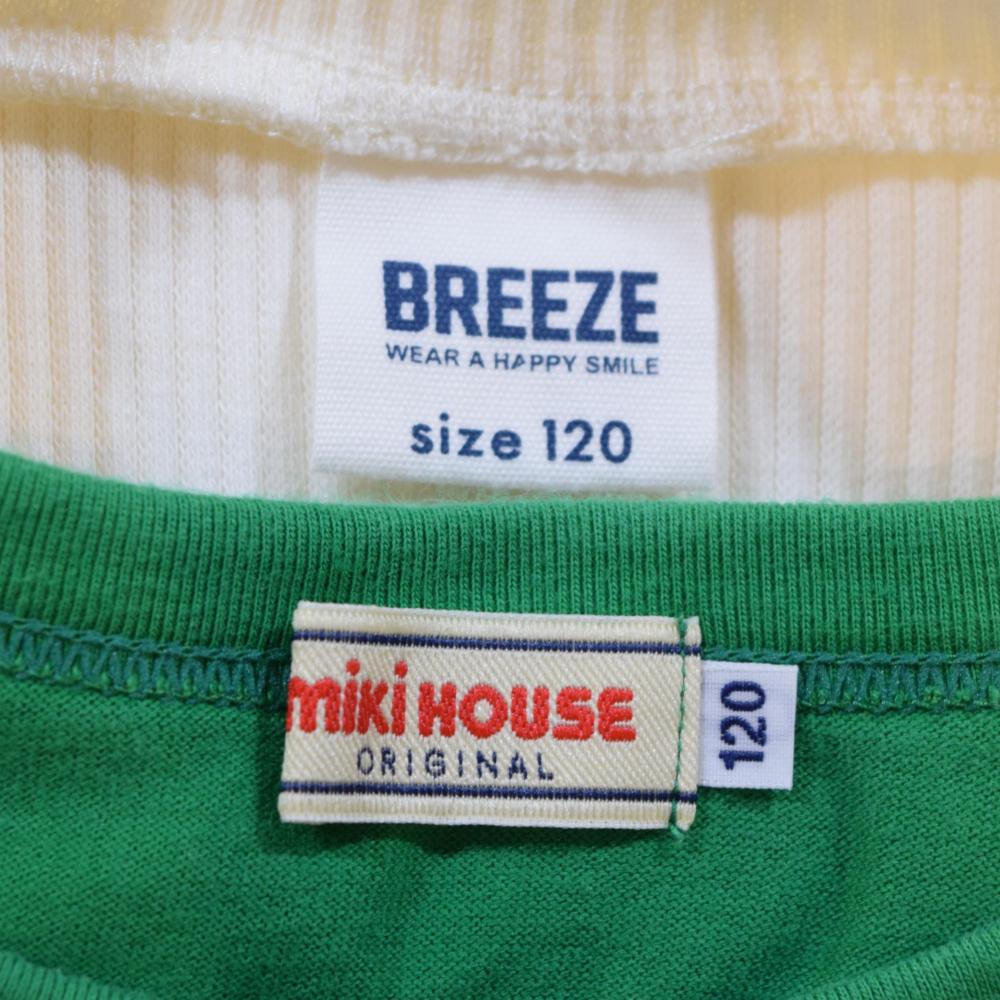 BREEZE
WEAR A HAPPY SMILE
size 120
miki HOUSE
ORIGINAL
120